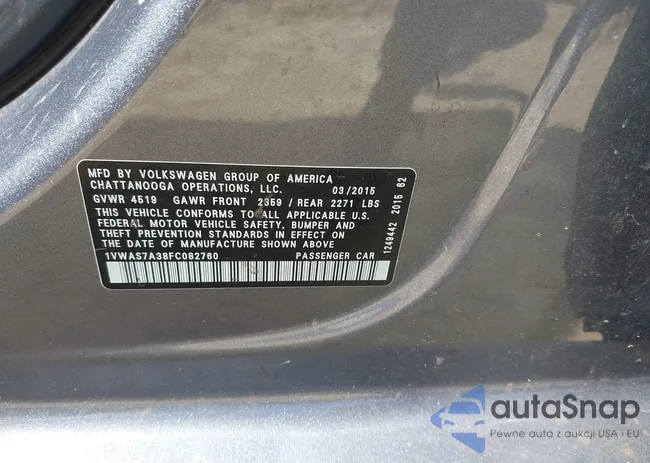 MFD BY VOLKSWAGEN GROUP OF AMERICA
CHATTANOOGA OPERATIONS, LLC. 03/2015
GVWR 4519 GAWR FRONT 2359 / REAR 2271 LBS
THIS VEHICLE CONFORMS TO ALL APPLICABLE U.S.
FEDERAL MOTOR VEHICLE SAFETY, BUMPER AND
THEFT PREVENTION STANDARDS IN EFFECT ON
THE DATE OF MANUFACTURE SHOWN ABOVE
1VWAS7A38FC082760 PASSENGER CAR
1249442 2015 62
autaSnap
Pewne auta z aukcji USA i EU